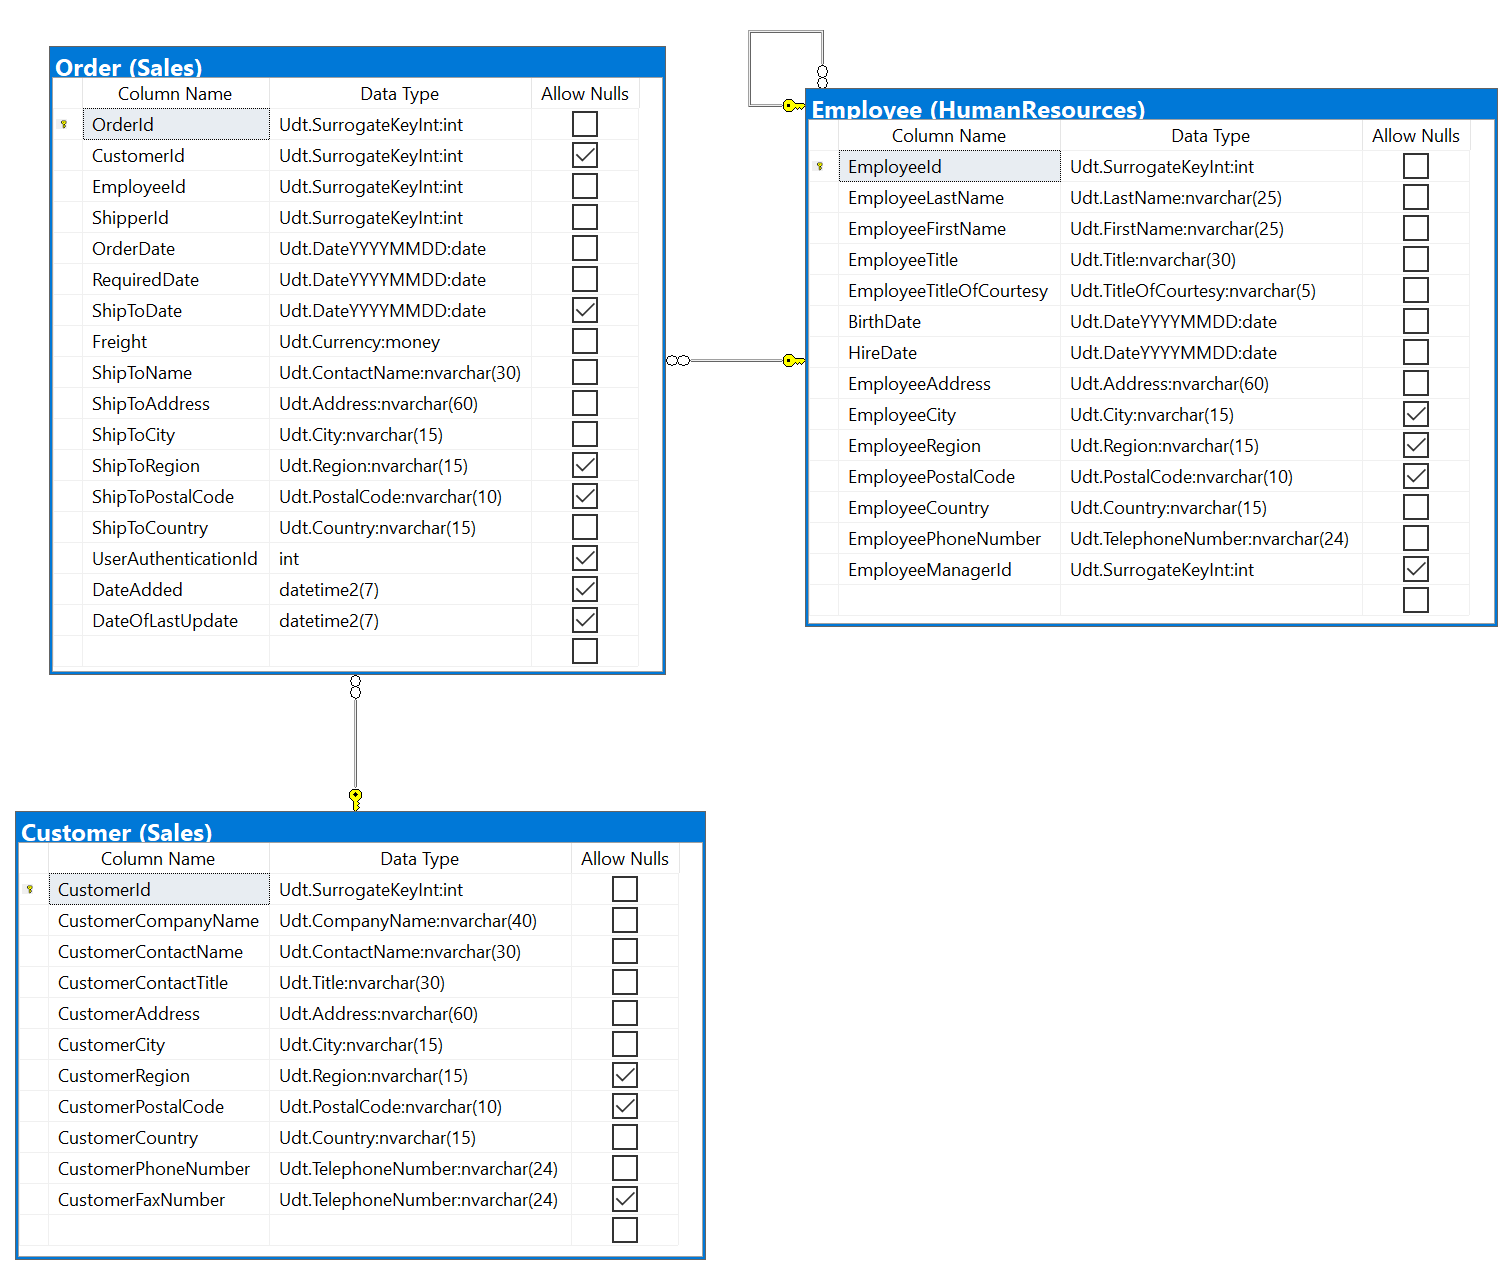 Order (Sales)
Column Name Data Type Allow Nulls
OrderId Udt.SurrogateKeyInt:int
CustomerId Udt.SurrogateKeyInt:int
EmployeeId Udt.SurrogateKeyInt:int
ShipperId Udt.SurrogateKeyInt:int
OrderDate Udt.DateYYYYMMDD:date
RequiredDate Udt.DateYYYYMMDD:date
ShipToDate Udt.DateYYYYMMDD:date
Freight Udt.Currency:money
ShipToName Udt.ContactName:nvarchar(30)
ShipToAddress Udt.Address:nvarchar(60)
ShipToCity Udt.City:nvarchar(15)
ShipToRegion Udt.Region:nvarchar(15)
ShipToPostalCode Udt.PostalCode:nvarchar(10)
ShipToCountry Udt.Country:nvarchar(15)
UserAuthenticationId int
DateAdded datetime2(7)
DateOfLastUpdate datetime2(7)
Employee (HumanResources)
Column Name Data Type Allow Nulls
EmployeeId Udt.SurrogateKeyInt:int
EmployeeLastName Udt.LastName:nvarchar(25)
EmployeeFirstName Udt.FirstName:nvarchar(25)
EmployeeTitle Udt.Title:nvarchar(30)
EmployeeTitleOfCourtesy Udt.TitleOfCourtesy:nvarchar(5)
BirthDate Udt.DateYYYYMMDD:date
HireDate Udt.DateYYYYMMDD:date
EmployeeAddress Udt.Address:nvarchar(60)
EmployeeCity Udt.City:nvarchar(15)
EmployeeRegion Udt.Region:nvarchar(15)
EmployeePostalCode Udt.PostalCode:nvarchar(10)
EmployeeCountry Udt.Country:nvarchar(15)
EmployeePhoneNumber Udt.TelephoneNumber:nvarchar(24)
EmployeeManagerId Udt.SurrogateKeyInt:int
Customer (Sales)
Column Name Data Type Allow Nulls
CustomerId Udt.SurrogateKeyInt:int
CustomerCompanyName Udt.CompanyName:nvarchar(40)
CustomerContactName Udt.ContactName:nvarchar(30)
CustomerContactTitle Udt.Title:nvarchar(30)
CustomerAddress Udt.Address:nvarchar(60)
CustomerCity Udt.City:nvarchar(15)
CustomerRegion Udt.Region:nvarchar(15)
CustomerPostalCode Udt.PostalCode:nvarchar(10)
CustomerCountry Udt.Country:nvarchar(15)
CustomerPhoneNumber Udt.TelephoneNumber:nvarchar(24)
CustomerFaxNumber Udt.TelephoneNumber:nvarchar(24)